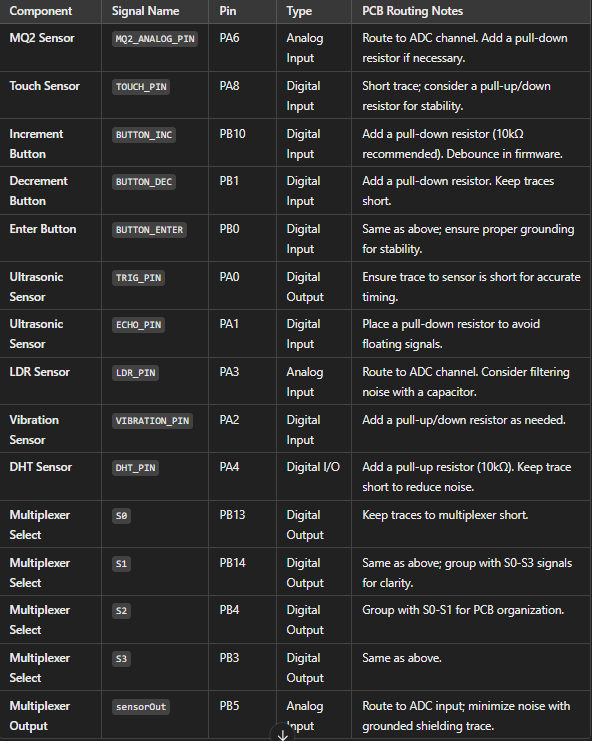 Component Signal Name Pin Type PCB Routing Notes
MQ2 Sensor MQ2_ANALOG_PIN PA6 Analog Route to ADC channel. Add a pull-down
Input resistor if necessary.
Touch Sensor TOUCH_PIN PA8 Digital Short trace; consider a pull-up/down
Input resistor for stability.
Increment BUTTON_INC PB10 Digital Add a pull-down resistor (10kΩ
Button Input recommended). Debounce in firmware.
Decrement BUTTON_DEC PB1 Digital Add a pull-down resistor. Keep traces
Button Input short.
Enter Button BUTTON_ENTER PB0 Digital Same as above; ensure proper grounding
Input for stability.
Ultrasonic TRIG_PIN PA0 Digital Ensure trace to sensor is short for accurate
Sensor Output timing.
Ultrasonic ECHO_PIN PA1 Digital Place a pull-down resistor to avoid
Sensor Input floating signals.
LDR Sensor LDR_PIN PA3 Analog Route to ADC channel. Consider filtering
Input noise with a capacitor.
Vibration VIBRATION_PIN PA2 Digital Add a pull-up/down resistor as needed.
Sensor Input
DHT Sensor DHT_PIN PA4 Digital I/O Add a pull-up resistor (10kΩ). Keep trace
short to reduce noise.
Multiplexer S0 PB13 Digital Keep traces to multiplexer short.
Select Output
Multiplexer S1 PB14 Digital Same as above; group with S0-S3 signals
Select Output for clarity.
Multiplexer S2 PB4 Digital Group with S0-S1 for PCB organization.
Select Output
Multiplexer S3 PB3 Digital Same as above.
Select Output
Multiplexer sensorOut PB5 Analog Route to ADC input; minimize noise with
Output Input grounded shielding trace.